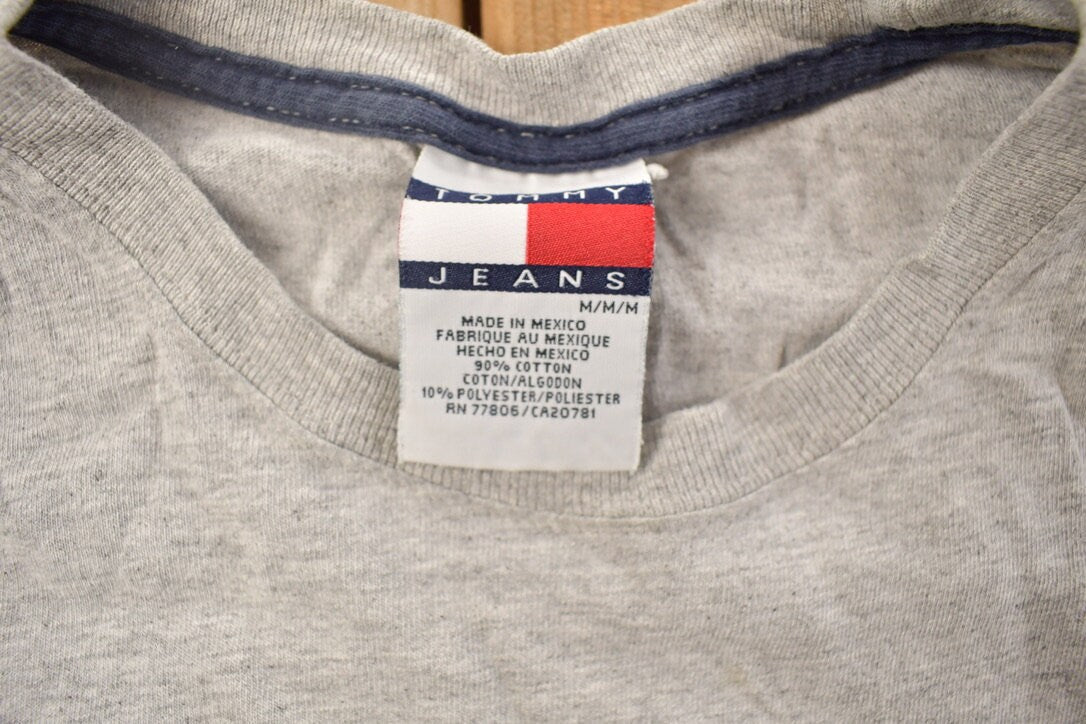 TOMMY
JEANS
M/M/M
MADE IN MEXICO
FABRIQUE AU MEXIQUE
HECHO EN MEXICO
90% COTTON
COTON/ALGODON
10% POLYESTER/POLIESTER
RN 77806/CA20781